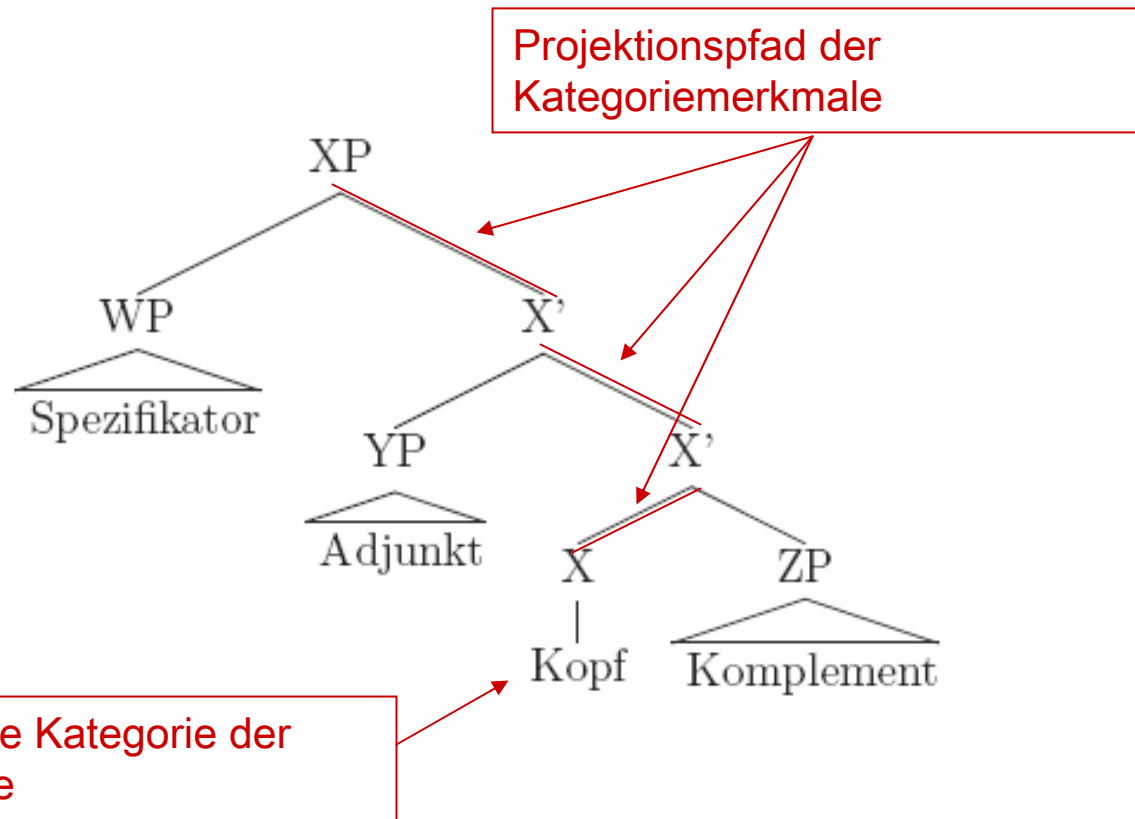 Projektionspfad der
Kategoriemerkmale
XP
WP X’
Spezifikator
YP X’
Adjunkt
X ZP
Kopf Komplement
e Kategorie der
e